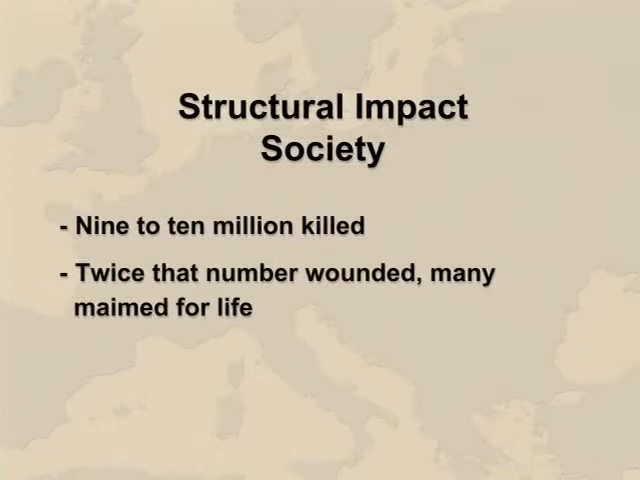 Structural Impact
Society
- Nine to ten million killed
- Twice that number wounded, many
maimed for life